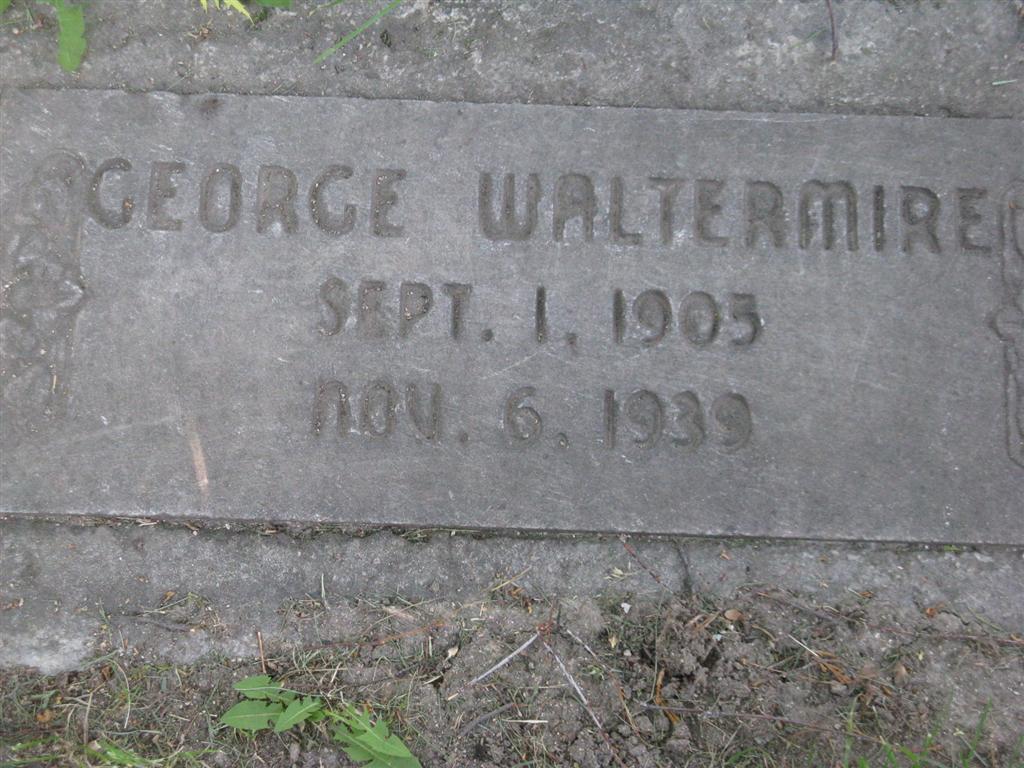 GEORGE WALTERMIRE
SEPT. 1. 1905
NOV. 6. 1939